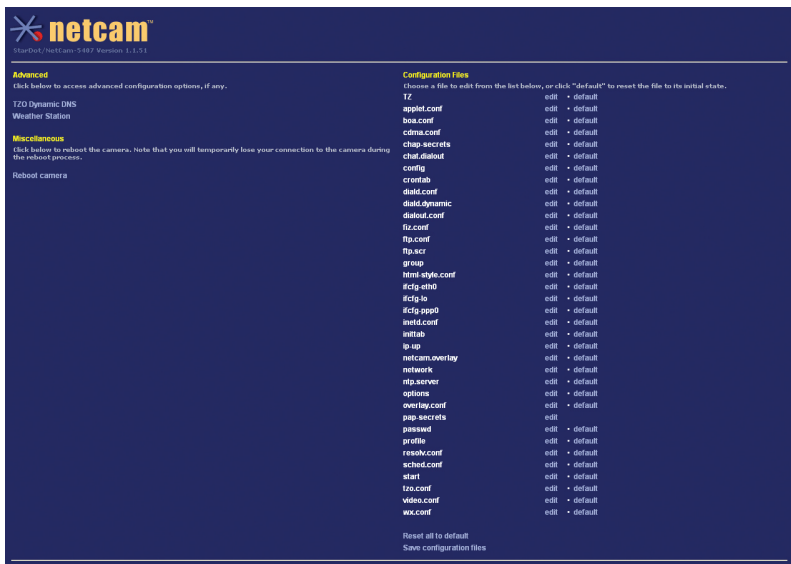 netcam™
StarDot/NetCam-5407 Version 1.1.51
Advanced
Click below to access advanced configuration options, if any.
TZO Dynamic DNS
Weather Station
Miscellaneous
Click below to reboot the camera. Note that you will temporarily lose your connection to the camera during
the reboot process.
Reboot camera
Configuration Files
Choose a file to edit from the list below, or click "default" to reset the file to its initial state.
TZ edit • default
applet.conf edit • default
boa.conf edit • default
cdma.conf edit • default
chap-secrets edit • default
chat.dialout edit • default
config edit • default
crontab edit • default
diald.conf edit • default
diald.dynamic edit • default
dialout.conf edit • default
fiz.conf edit • default
ftp.conf edit • default
ftp.scr edit • default
group edit • default
html-style.conf edit • default
ifcfg-eth0 edit • default
ifcfg-lo edit • default
ifcfg-ppp0 edit • default
inetd.conf edit • default
inittab edit • default
ip-up edit • default
netcam.overlay edit • default
network edit • default
ntp.server edit • default
options edit • default
overlay.conf edit • default
pap-secrets edit
passwd edit • default
profile edit • default
resolv.conf edit • default
sched.conf edit • default
start edit • default
tzo.conf edit • default
video.conf edit • default
wx.conf edit • default
Reset all to default
Save configuration files